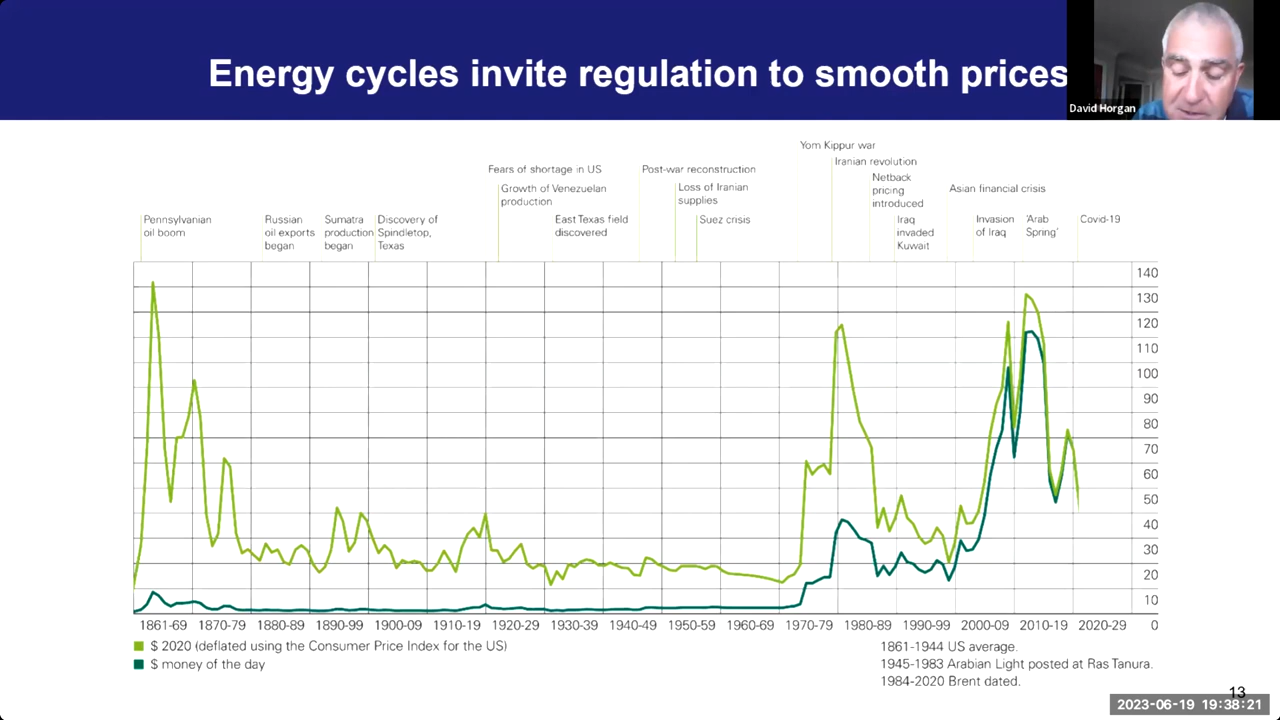 Energy cycles invite regulation to smooth prices
David Horgan
Yom Kippur war
Iranian revolution
Fears of shortage in US
Post-war reconstruction
Netback
pricing
introduced
Asian financial crisis
Growth of Venezuelan
production
Loss of Iranian
supplies
Pennsylvanian
oil boom
Russian
oil exports
began
Sumatra
production
began
Discovery of
Spindletop,
Texas
East Texas field
discovered
Suez crisis
Iraq
invaded
Kuwait
Invasion
of Iraq
'Arab
Spring'
Covid-19
140
130
120
110
100
90
80
70
60
50
40
30
20
10
0
1861-69 1870-79 1880-89 1890-99 1900-09 1910-19 1920-29 1930-39 1940-49 1950-59 1960-69 1970-79 1980-89 1990-99 2000-09 2010-19 2020-29
$ 2020 (deflated using the Consumer Price Index for the US)
$ money of the day
1861-1944 US average.
1945-1983 Arabian Light posted at Ras Tanura.
1984-2020 Brent dated.
13
2023-06-19 19:38:21